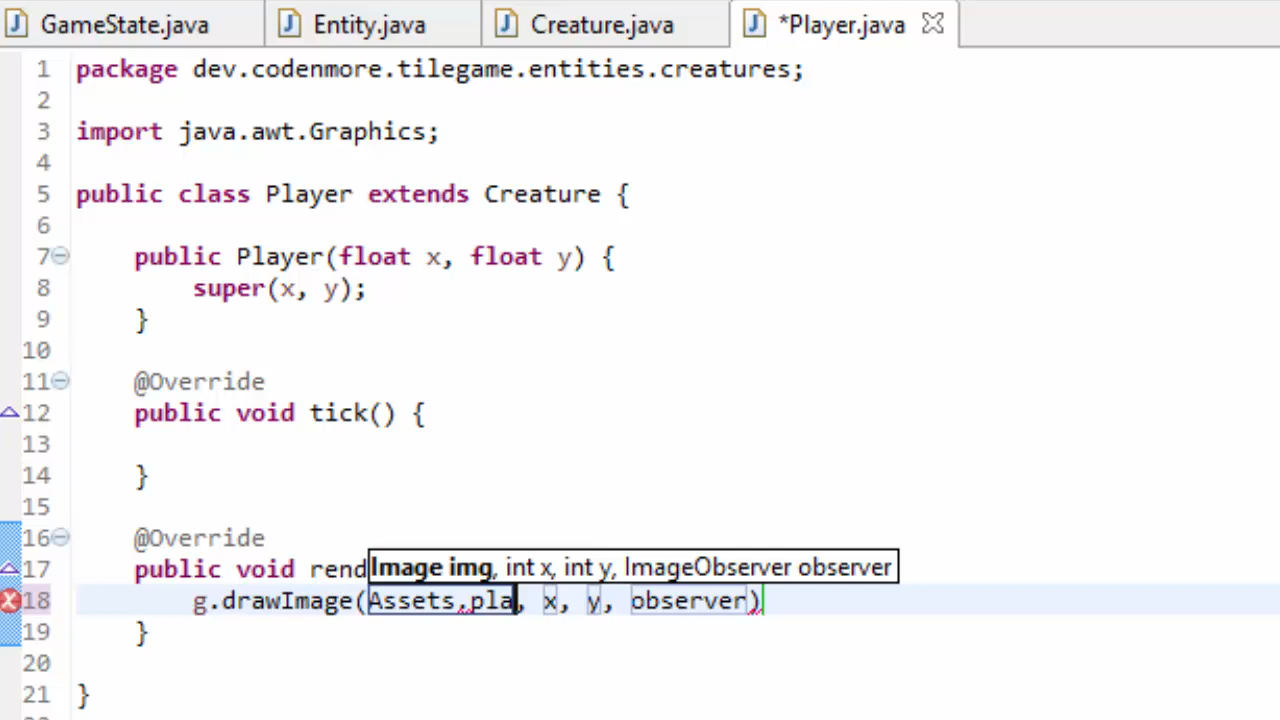 GameState.java Entity.java Creature.java *Player.java
1 package dev.codenmore.tilegame.entities.creatures;
2
3 import java.awt.Graphics;
4
5 public class Player extends Creature {
6
7 public Player(float x, float y) {
8 super(x, y);
9 }
10
11 @Override
12 public void tick() {
13
14 }
15
16 @Override
17 public void rend
Image img, int x, int y, ImageObserver observer
18 g.drawImage(Assets,pla, x, y, observer)
19 }
20
21 }